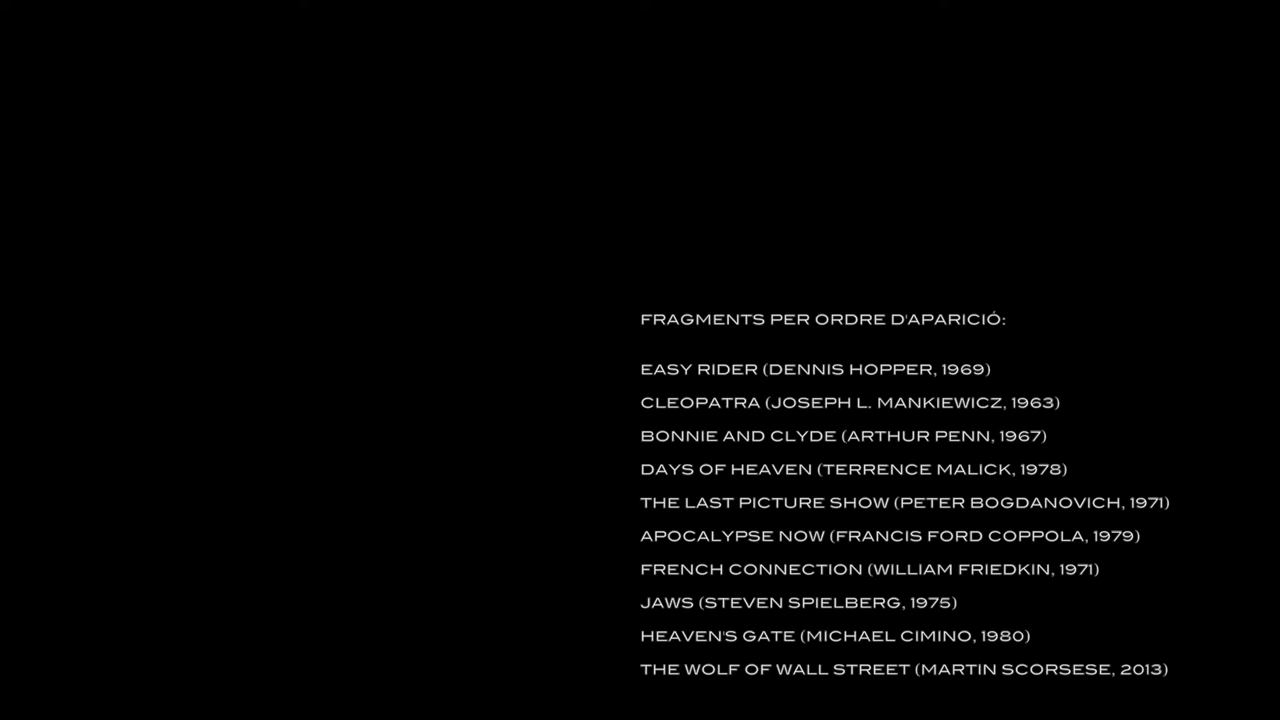 FRAGMENTS PER ORDRE D'APARICIÓ:
EASY RIDER (DENNIS HOPPER, 1969)
CLEOPATRA (JOSEPH L. MANKIEWICZ, 1963)
BONNIE AND CLYDE (ARTHUR PENN, 1967)
DAYS OF HEAVEN (TERRENCE MALICK, 1978)
THE LAST PICTURE SHOW (PETER BOGDANOVICH, 1971)
APOCALYPSE NOW (FRANCIS FORD COPPOLA, 1979)
FRENCH CONNECTION (WILLIAM FRIEDKIN, 1971)
JAWS (STEVEN SPIELBERG, 1975)
HEAVEN'S GATE (MICHAEL CIMINO, 1980)
THE WOLF OF WALL STREET (MARTIN SCORSESE, 2013)